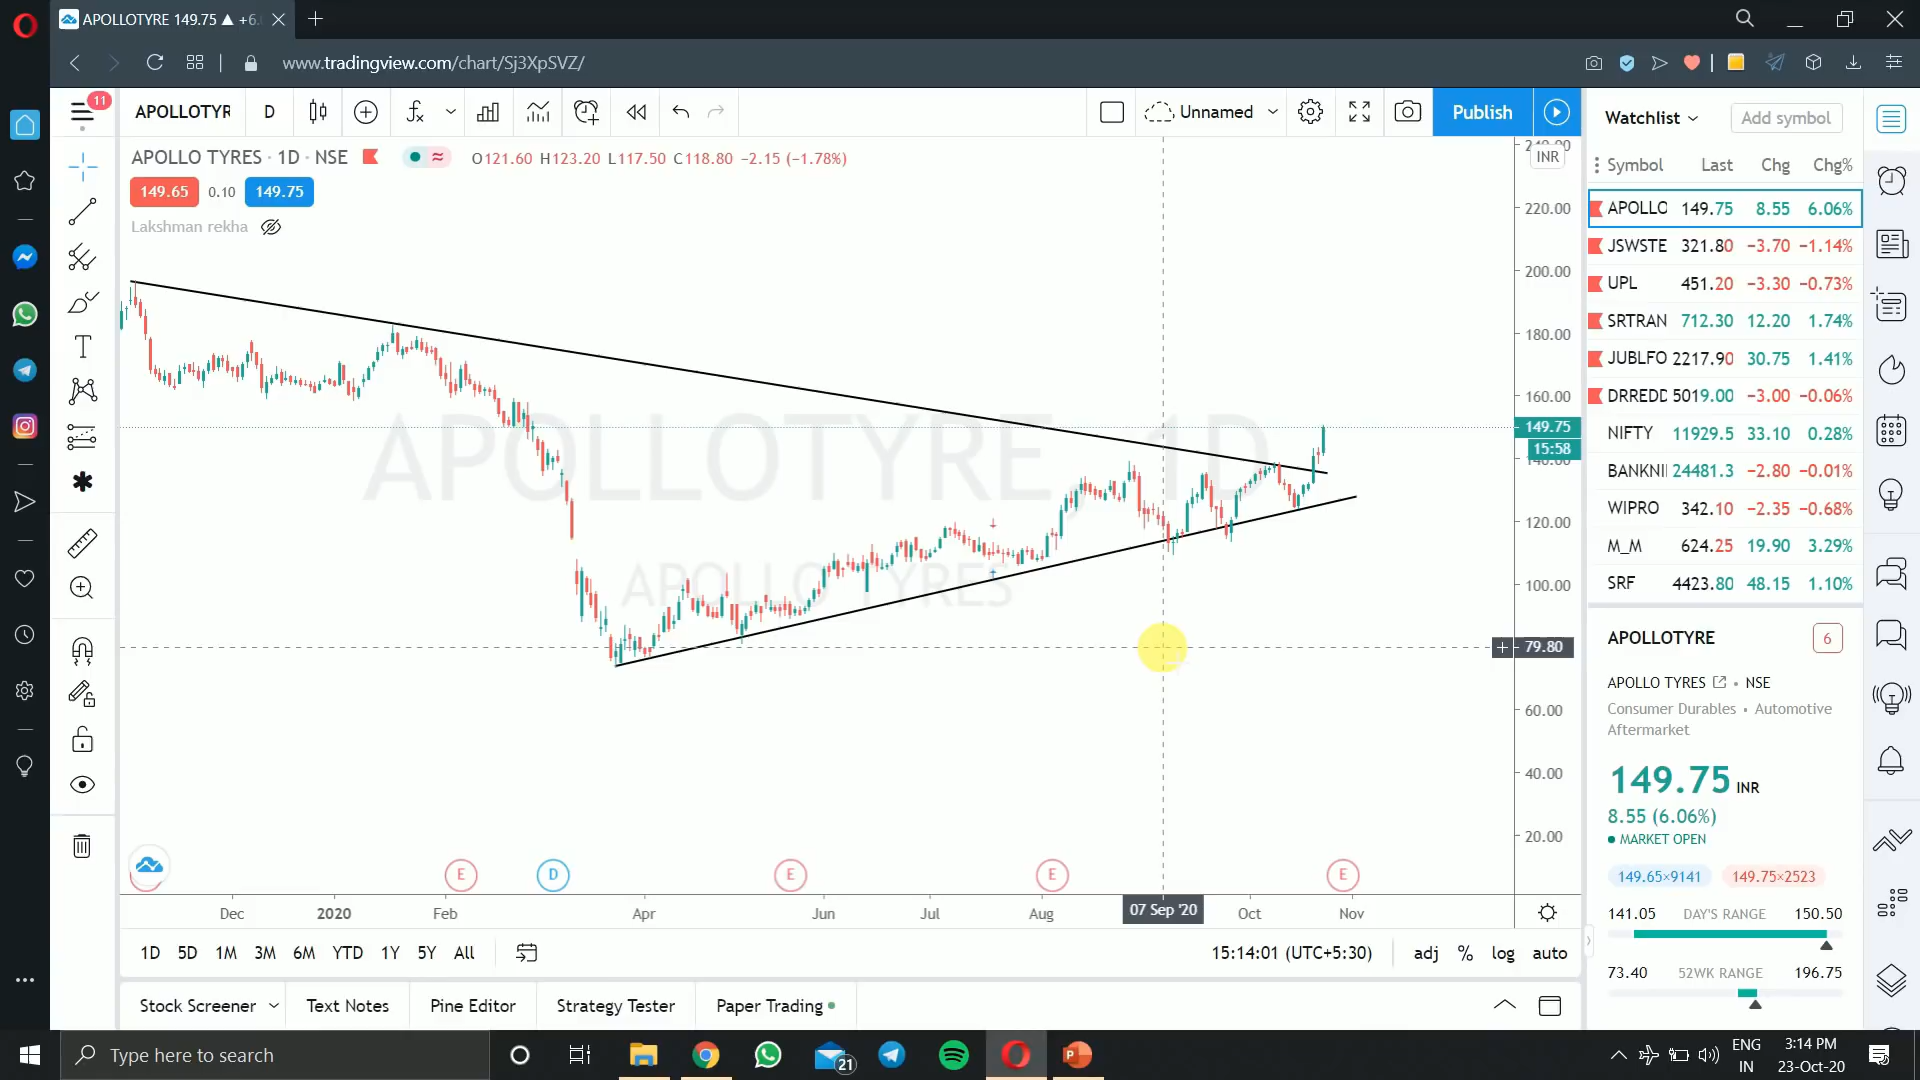 APOLLOTYRE 149.75 ▲ +6.
www.tradingview.com/chart/Sj3XpSVZ/
11
APOLLOTYR D
Unnamed
Publish
Watchlist
Add symbol
APOLLO TYRES · 1D · NSE
O121.60 H123.20 L117.50 C118.80 −2.15 (−1.78%)
149.65 0.10 149.75
Lakshman rekha
INR
Symbol Last Chg Chg%
APOLLO 149.75 8.55 6.06%
JSWSTE 321.80 −3.70 −1.14%
UPL 451.20 −3.30 −0.73%
SRTRAN 712.30 12.20 1.74%
JUBLFO 2217.90 30.75 1.41%
DRREDD 5019.00 −3.00 −0.06%
NIFTY 11929.5 33.10 0.28%
BANKNI 24481.3 −2.80 −0.01%
WIPRO 342.10 −2.35 −0.68%
M_M 624.25 19.90 3.29%
SRF 4423.80 48.15 1.10%
240.00
220.00
200.00
180.00
160.00
149.75
15:58
140.00
120.00
100.00
79.80
60.00
40.00
20.00
APOLLOTYRE, 1D
APOLLO TYRES
E D E E E
Dec 2020 Feb Apr Jun Jul Aug 07 Sep '20 Oct Nov
APOLLOTYRE 6
APOLLO TYRES • NSE
Consumer Durables • Automotive
Aftermarket
149.75 INR
8.55 (6.06%)
MARKET OPEN
149.65×9141 149.75×2523
141.05 DAY'S RANGE 150.50
73.40 52WK RANGE 196.75
1D 5D 1M 3M 6M YTD 1Y 5Y All
15:14:01 (UTC+5:30) adj % log auto
Stock Screener Text Notes Pine Editor Strategy Tester Paper Trading
Type here to search
21
ENG
IN
3:14 PM
23-Oct-20